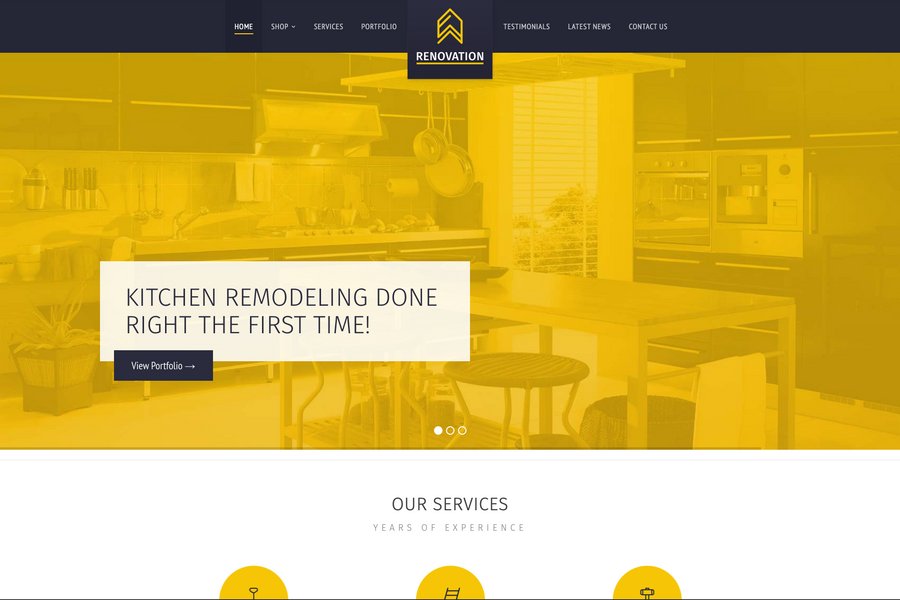 HOME SHOP SERVICES PORTFOLIO RENOVATION TESTIMONIALS LATEST NEWS CONTACT US
KITCHEN REMODELING DONE
RIGHT THE FIRST TIME!
View Portfolio →
OUR SERVICES
YEARS OF EXPERIENCE